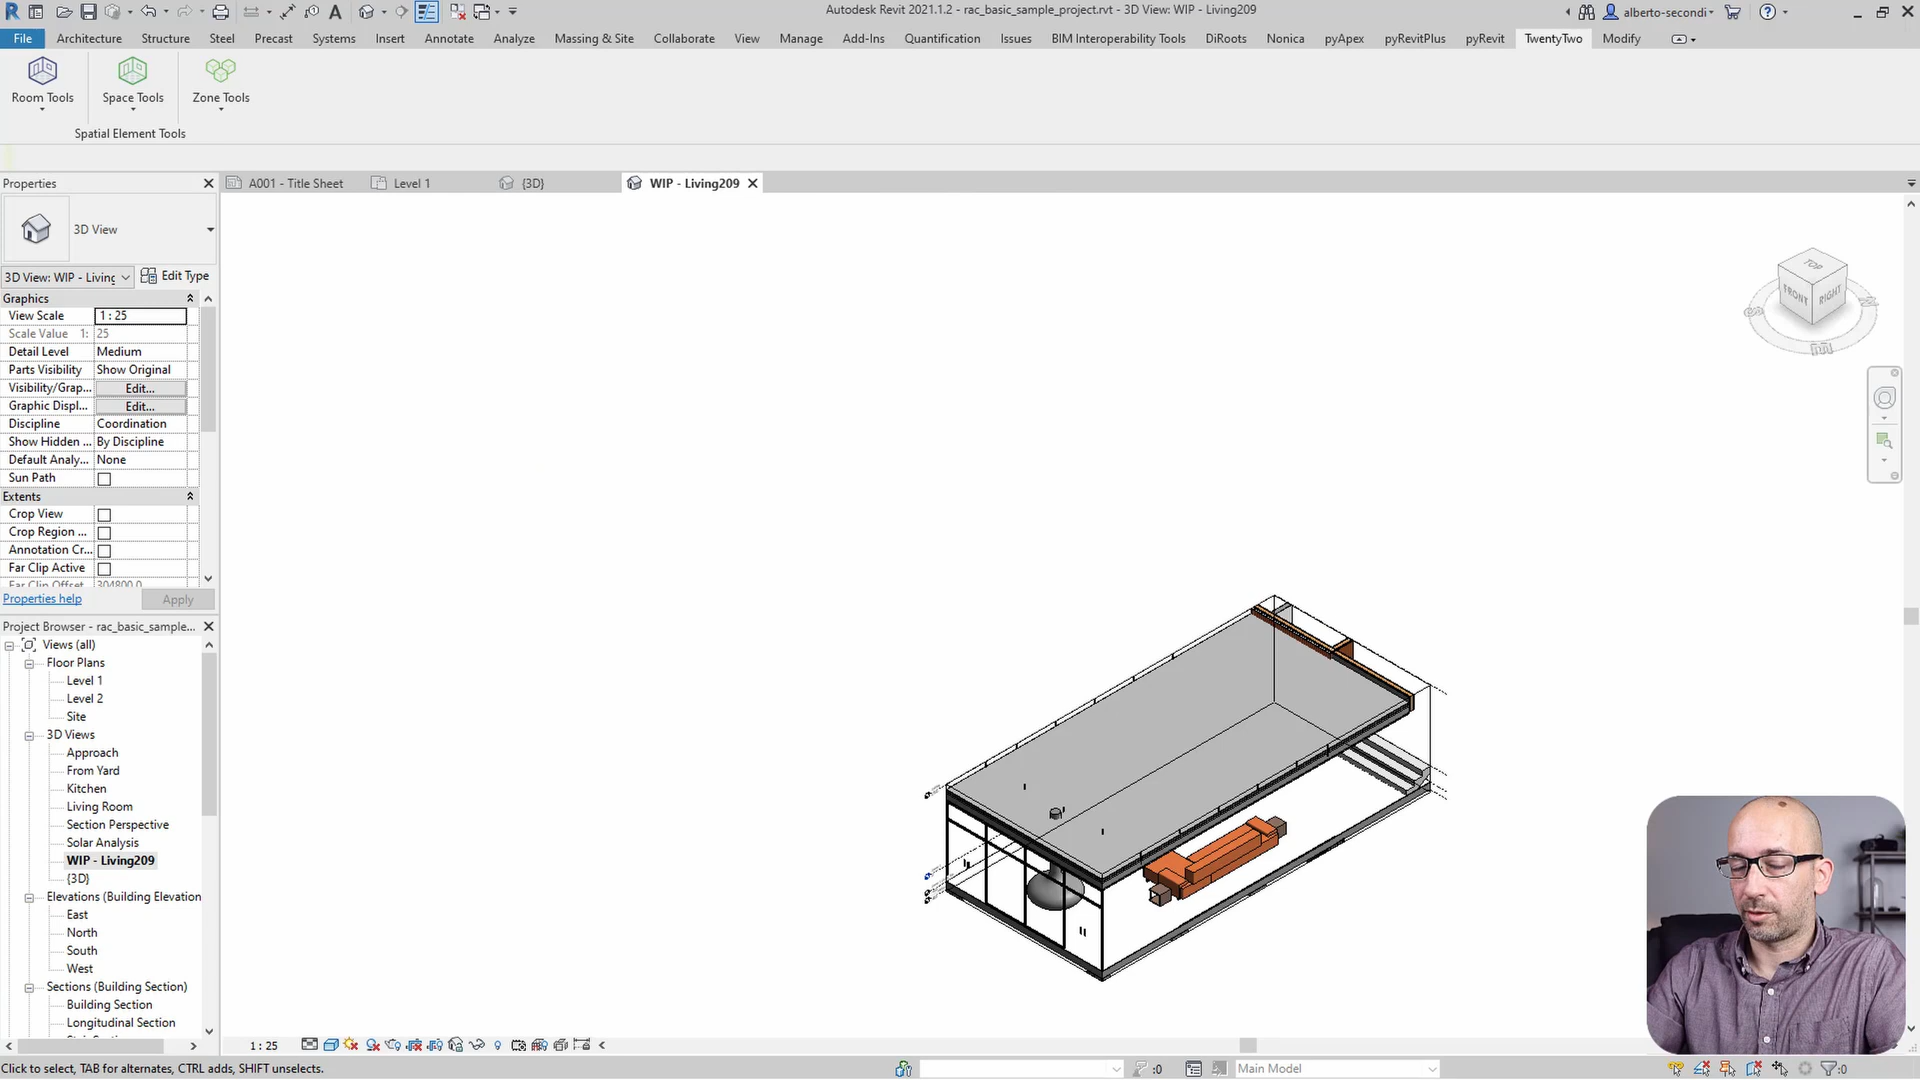 Autodesk Revit 2021.1.2 - rac_basic_sample_project.rvt - 3D View: WIP - Living209
alberto-secondi
File Architecture Structure Steel Precast Systems Insert Annotate Analyze Massing & Site Collaborate View Manage Add-Ins Quantification Issues BIM Interoperability Tools DiRoots Nonica pyApex pyRevitPlus pyRevit TwentyTwo Modify
Room Tools Space Tools Zone Tools
Spatial Element Tools
Properties
A001 - Title Sheet Level 1 {3D} WIP - Living209
3D View
3D View: WIP - Living Edit Type
Graphics
View Scale 1 : 25
Scale Value 1: 25
Detail Level Medium
Parts Visibility Show Original
Visibility/Grap... Edit...
Graphic Displ... Edit...
Discipline Coordination
Show Hidden ... By Discipline
Default Analy... None
Sun Path
Extents
Crop View
Crop Region ...
Annotation Cr...
Far Clip Active
Far Clip Offset 304800.0
Properties help Apply
Project Browser - rac_basic_sample...
Views (all)
Floor Plans
Level 1
Level 2
Site
3D Views
Approach
From Yard
Kitchen
Living Room
Section Perspective
Solar Analysis
WIP - Living209
{3D}
Elevations (Building Elevation
East
North
South
West
Sections (Building Section)
Building Section
Longitudinal Section
TOP
FRONT RIGHT
1 : 25
Click to select, TAB for alternates, CTRL adds, SHIFT unselects.
:0
Main Model
:0